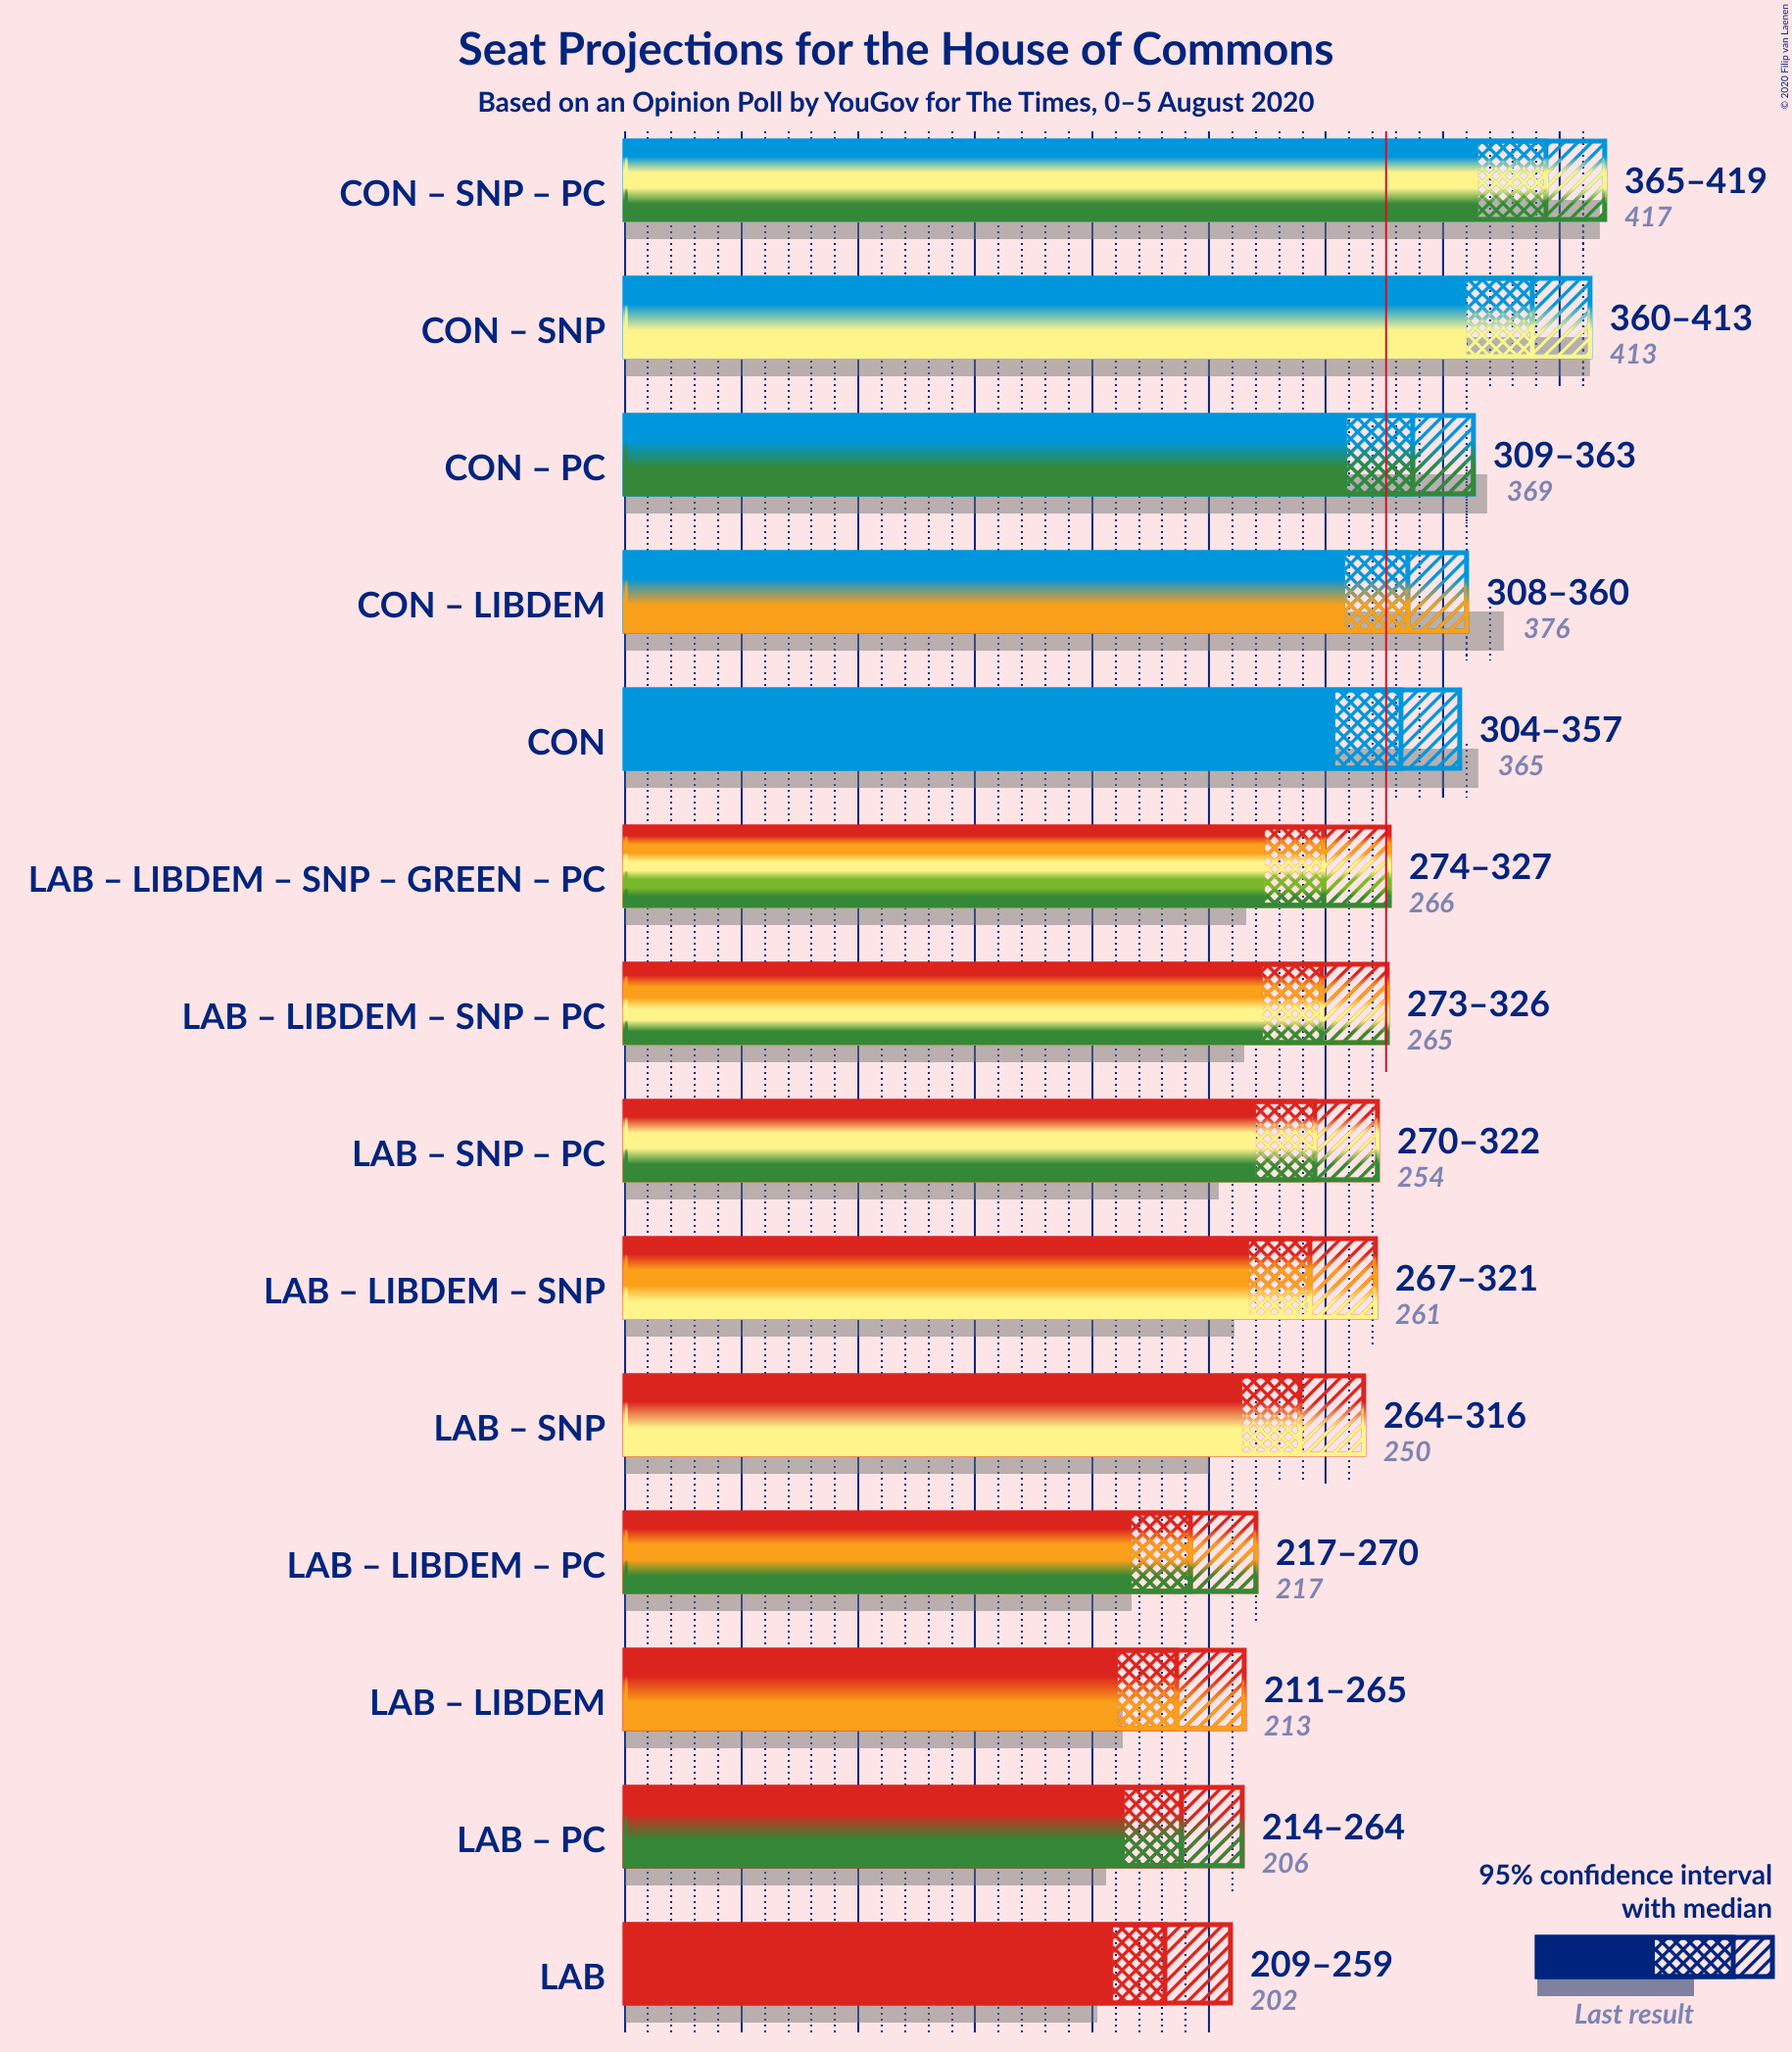 Seat Projections for the House of Commons
Based on an Opinion Poll by YouGov for The Times, 0–5 August 2020
© 2020 Filip van Laenen
CON – SNP – PC
365–419
417
CON – SNP
360–413
413
CON – PC
309–363
369
CON – LIBDEM
308–360
376
CON
304–357
365
LAB – LIBDEM – SNP – GREEN – PC
274–327
266
LAB – LIBDEM – SNP – PC
273–326
265
LAB – SNP – PC
270–322
254
LAB – LIBDEM – SNP
267–321
261
LAB – SNP
264–316
250
LAB – LIBDEM – PC
217–270
217
LAB – LIBDEM
211–265
213
LAB – PC
214–264
206
LAB
209–259
202
95% confidence interval
with median
Last result